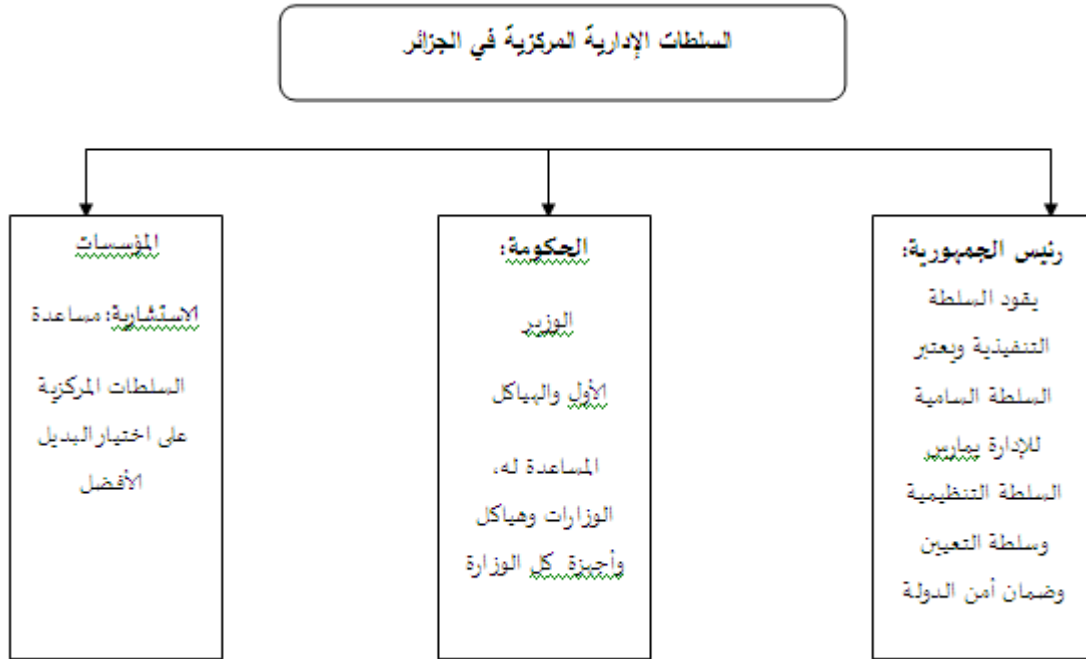 السلطات الإدارية المركزية في الجزائر
رئيس الجمهورية:
يقود السلطة
التنفيذية ويعتبر
السلطة السامية
للإدارة يمارس
السلطة التنظيمية
وسلطة التعيين
وضمان أمن الدولة
الحكومة:
الوزير
الأول والهياكل
المساعدة له،
الوزارات وهياكل
وأجهزة كل الوزارة
المؤسسات
الاستشارية: مساعدة
السلطات المركزية
على اختيار البديل
الأفضل